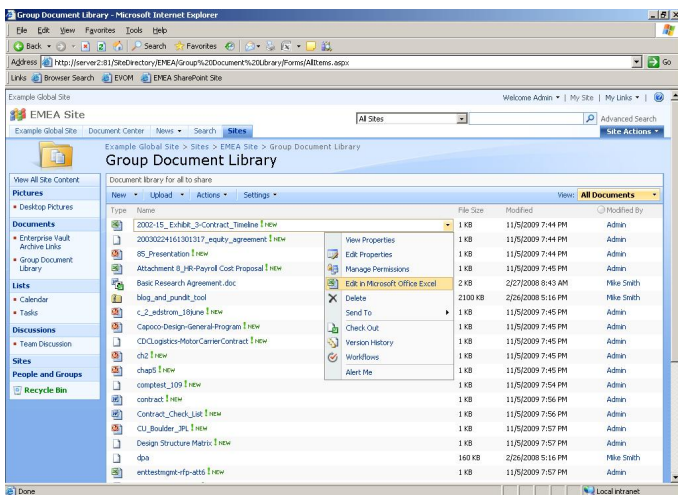 Group Document Library - Microsoft Internet Explorer
File Edit View Favorites Tools Help
Back Search Favorites
Address http://server2:81/SiteDirectory/EMEA/Group%20Document%20Library/Forms/AllItems.aspx Go
Links Browser Search EVOM EMEA SharePoint Site
Example Global Site Welcome Admin | My Site | My Links |
EMEA Site All Sites Advanced Search
Example Global Site Document Center News Search Sites Site Actions
Example Global Site > Sites > EMEA Site > Group Document Library
Group Document Library
View All Site Content Document library for all to share
Pictures New Upload Actions Settings View: All Documents
Desktop Pictures Type Name File Size Modified Modified By
Documents 2002-15_ Exhibit_3-Contract_Timeline ! NEW 1 KB 11/5/2009 7:44 PM Admin
Enterprise Vault Archive Links 20030224161301317_equity_agreement ! NEW View Properties 1 KB 11/5/2009 7:44 PM Admin
Group Document Library 85_Presentation ! NEW Edit Properties 1 KB 11/5/2009 7:44 PM Admin
Attachment 8_HR-Payroll Cost Proposal ! NEW Manage Permissions 1 KB 11/5/2009 7:45 PM Admin
Lists Basic Research Agreement.doc Edit in Microsoft Office Excel 2 KB 2/27/2008 8:43 AM Mike Smith
Calendar blog_and_pundit_tool Delete 2100 KB 2/26/2008 5:16 PM Mike Smith
Tasks c_2_edstrom_18june ! NEW Send To 1 KB 11/5/2009 7:45 PM Admin
Discussions Capoco-Design-General-Program ! NEW Check Out 1 KB 11/5/2009 7:45 PM Admin
Team Discussion CDCLogistics-MotorCarrierContract ! NEW Version History 1 KB 11/5/2009 7:45 PM Admin
Sites ch2 ! NEW Workflows 1 KB 11/5/2009 7:45 PM Admin
People and Groups chap5 ! NEW Alert Me 1 KB 11/5/2009 7:45 PM Admin
Recycle Bin comptest_109 ! NEW 1 KB 11/5/2009 7:54 PM Admin
contract ! NEW 1 KB 11/5/2009 7:56 PM Admin
Contract_Check_List ! NEW 1 KB 11/5/2009 7:56 PM Admin
CU_Boulder_JPL ! NEW 1 KB 11/5/2009 7:57 PM Admin
Design Structure Matrix ! NEW 1 KB 11/5/2009 7:57 PM Admin
dpa 160 KB 2/26/2008 5:16 PM Mike Smith
enttestmgmt-rfp-att6 ! NEW 1 KB 11/5/2009 7:57 PM Admin
Done Local intranet